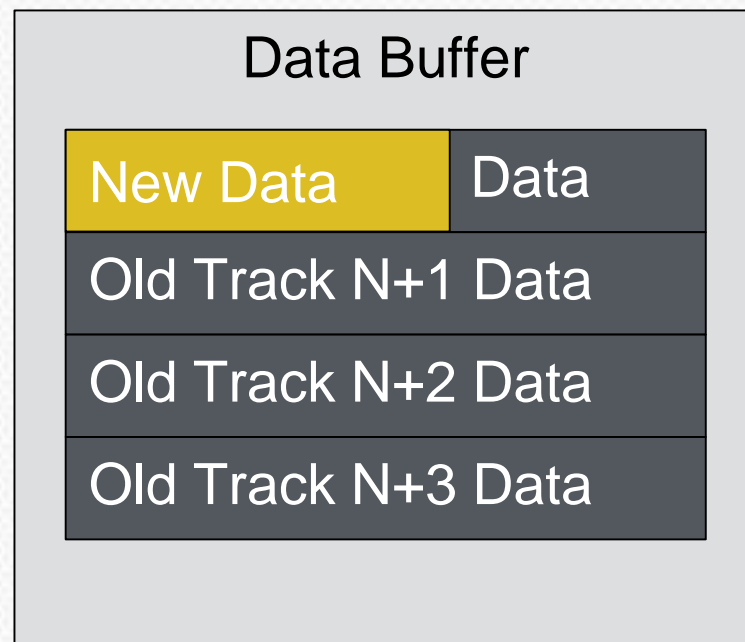 Data Buffer
New Data Data
Old Track N+1 Data
Old Track N+2 Data
Old Track N+3 Data